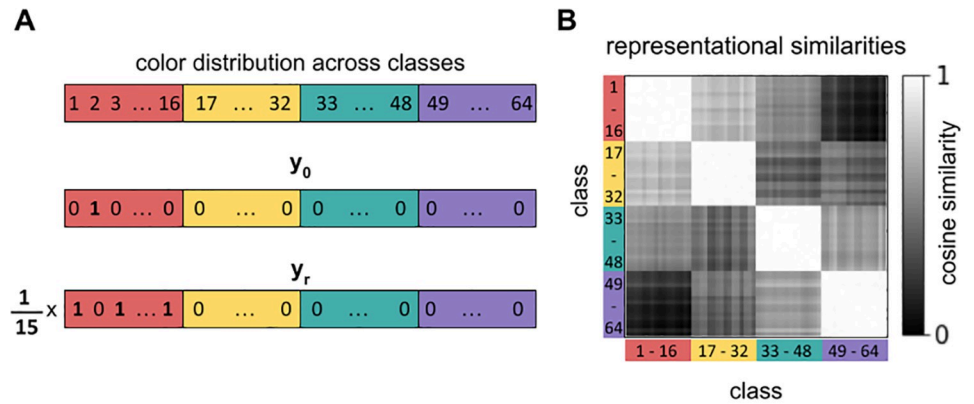 A
color distribution across classes
1 2 3 ... 16 17 ... 32 33 ... 48 49 ... 64
y0
0 1 0 ... 0 0 ... 0 0 ... 0 0 ... 0
yr
1/15 x 1 0 1 ... 1 0 ... 0 0 ... 0 0 ... 0
B
representational similarities
class
1
-
16
17
-
32
33
-
48
49
-
64
1 - 16 17 - 32 33 - 48 49 - 64
class
1
cosine similarity
0